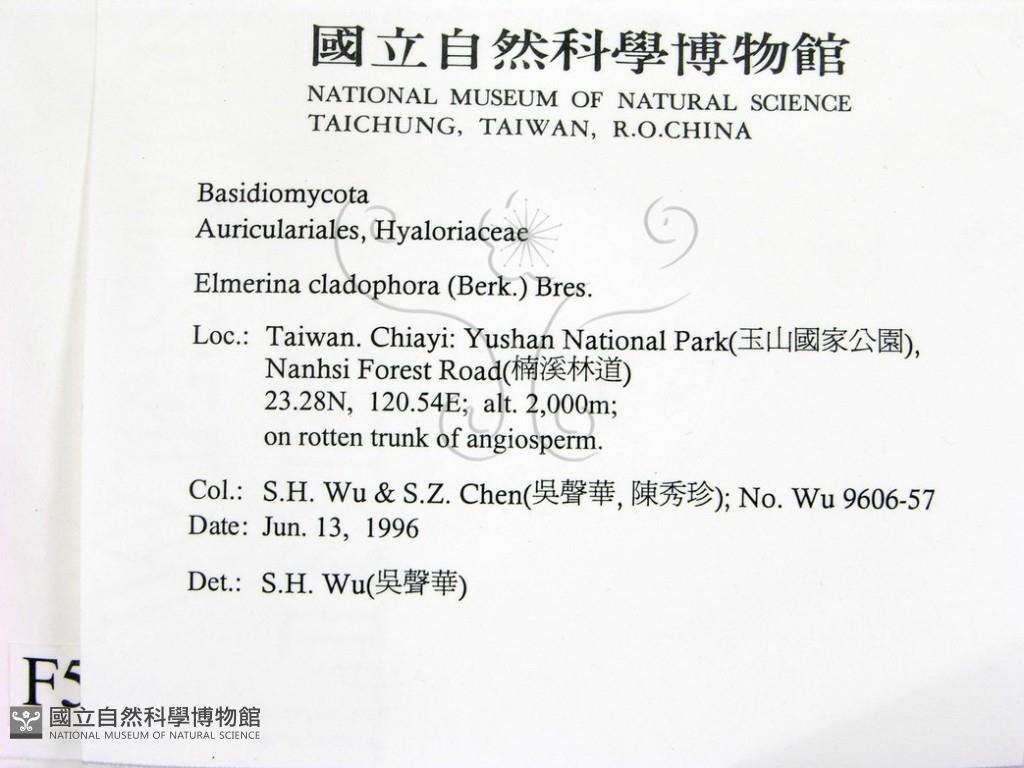 國立自然科學博物館
NATIONAL MUSEUM OF NATURAL SCIENCE
TAICHUNG, TAIWAN, R.O.CHINA
Basidiomycota
Auriculariales, Hyaloriaceae
Elmerina cladophora (Berk.) Bres.
Loc.: Taiwan. Chiayi: Yushan National Park(玉山國家公園),
Nanhsi Forest Road(楠溪林道)
23.28N, 120.54E; alt. 2,000m;
on rotten trunk of angiosperm.
Col.: S.H. Wu & S.Z. Chen(吳聲華, 陳秀珍); No. Wu 9606-57
Date: Jun. 13, 1996
Det.: S.H. Wu(吳聲華)
F5
國立自然科學博物館
NATIONAL MUSEUM OF NATURAL SCIENCE